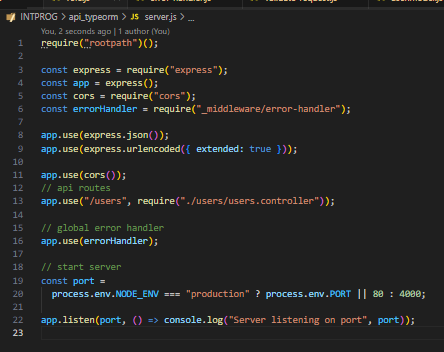 INTPROG > api_typeorm > JS server.js > ...
You, 2 seconds ago | 1 author (You)
1 require("rootpath")();
2
3 const express = require("express");
4 const app = express();
5 const cors = require("cors");
6 const errorHandler = require("_middleware/error-handler");
7
8 app.use(express.json());
9 app.use(express.urlencoded({ extended: true }));
10
11 app.use(cors());
12 // api routes
13 app.use("/users", require("./users/users.controller"));
14
15 // global error handler
16 app.use(errorHandler);
17
18 // start server
19 const port =
20 process.env.NODE_ENV === "production" ? process.env.PORT || 80 : 4000;
21
22 app.listen(port, () => console.log("Server listening on port", port));
23